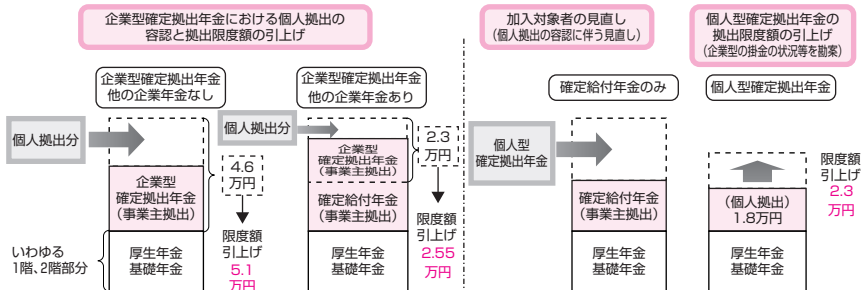 企業型確定拠出年金における個人拠出の
容認と拠出限度額の引上げ
加入対象者の見直し
(個人拠出の容認に伴う見直し)
個人型確定拠出年金の
拠出限度額の引上げ
(企業型の掛金の状況等を勘案)
企業型確定拠出年金
他の企業年金なし
個人拠出分
企業型
確定拠出年金
(事業主拠出)
4.6
万円
限度額
引上げ
5.1
万円
いわゆる
1階、2階部分
厚生年金
基礎年金
企業型確定拠出年金
他の企業年金あり
個人拠出分
企業型
確定拠出年金
(事業主拠出)
2.3
万円
確定給付年金
(事業主拠出)
限度額
引上げ
2.55
万円
厚生年金
基礎年金
確定給付年金のみ
個人型
確定拠出年金
確定給付年金
(事業主拠出)
厚生年金
基礎年金
個人型確定拠出年金
限度額
引上げ
2.3
万円
(個人拠出)
1.8万円
厚生年金
基礎年金